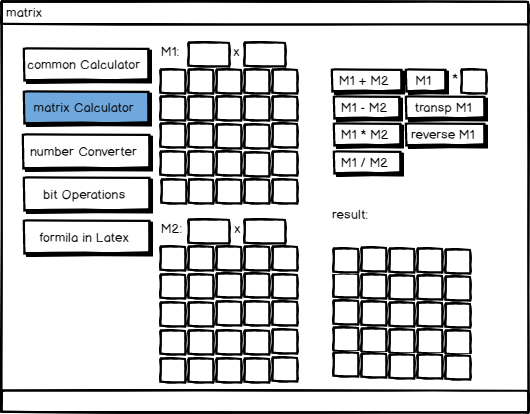 matrix
common Calculator
matrix Calculator
number Converter
bit Operations
formila in Latex
M1: x
M2: x
M1 + M2 M1 *
M1 - M2 transp M1
M1 * M2 reverse M1
M1 / M2
result: